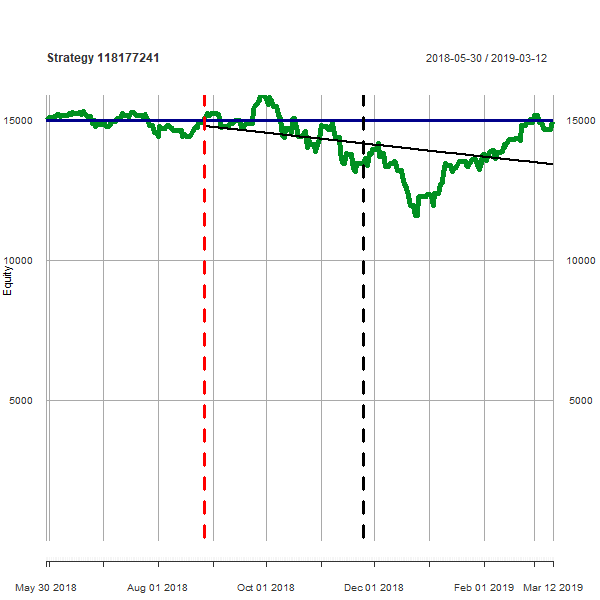 Strategy 118177241
2018-05-30 / 2019-03-12
15000
15000
10000
10000
Equity
5000
5000
May 30 2018
Aug 01 2018
Oct 01 2018
Dec 01 2018
Feb 01 2019
Mar 12 2019